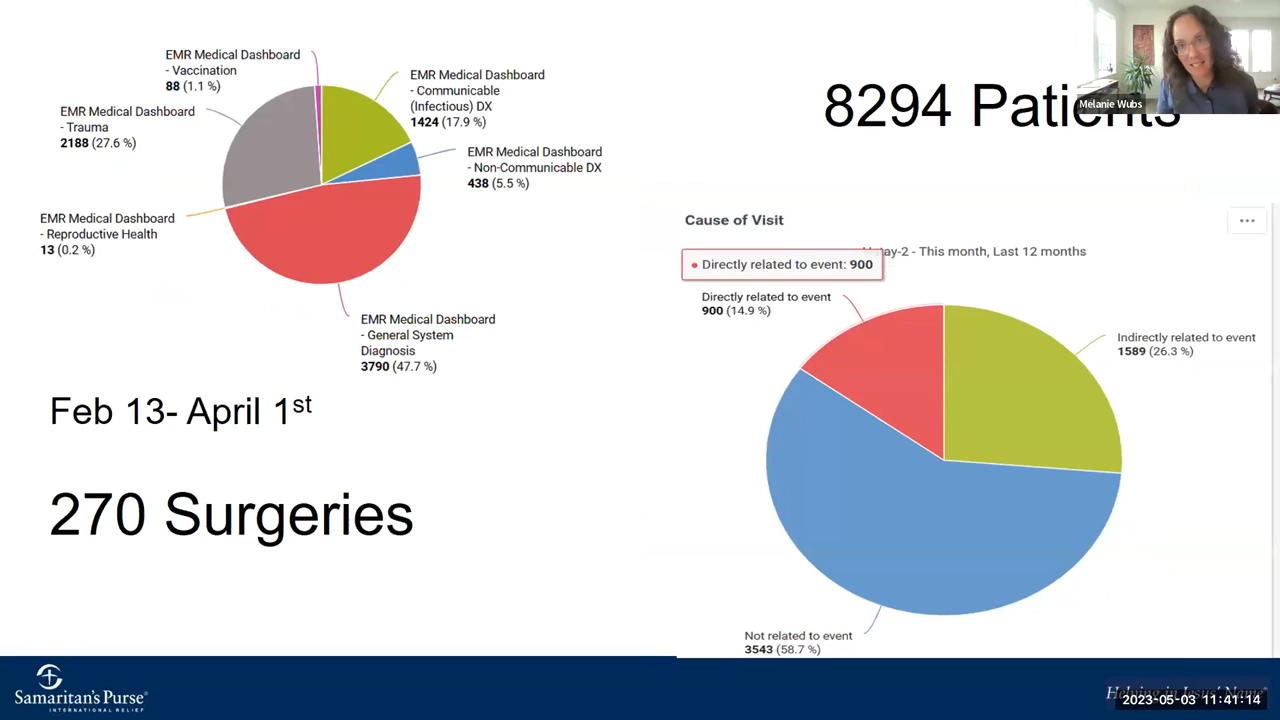 EMR Medical Dashboard
- Vaccination
88 (1.1 %)
EMR Medical Dashboard
- Communicable
(Infectious) DX
1424 (17.9 %)
EMR Medical Dashboard
- Trauma
2188 (27.6 %)
EMR Medical Dashboard
- Non-Communicable DX
438 (5.5 %)
EMR Medical Dashboard
- Reproductive Health
13 (0.2 %)
EMR Medical Dashboard
- General System
Diagnosis
3790 (47.7 %)
Feb 13- April 1st
270 Surgeries
8294 Patients
Melanie Wubs
Cause of Visit
- This month, Last 12 months
Directly related to event: 900
Directly related to event
900 (14.9 %)
Indirectly related to event
1589 (26.3 %)
Not related to event
3543 (58.7 %)
Samaritan's Purse®
INTERNATIONAL RELIEF
Helping in Jesus' Name®
2023-05-03 11:41:14